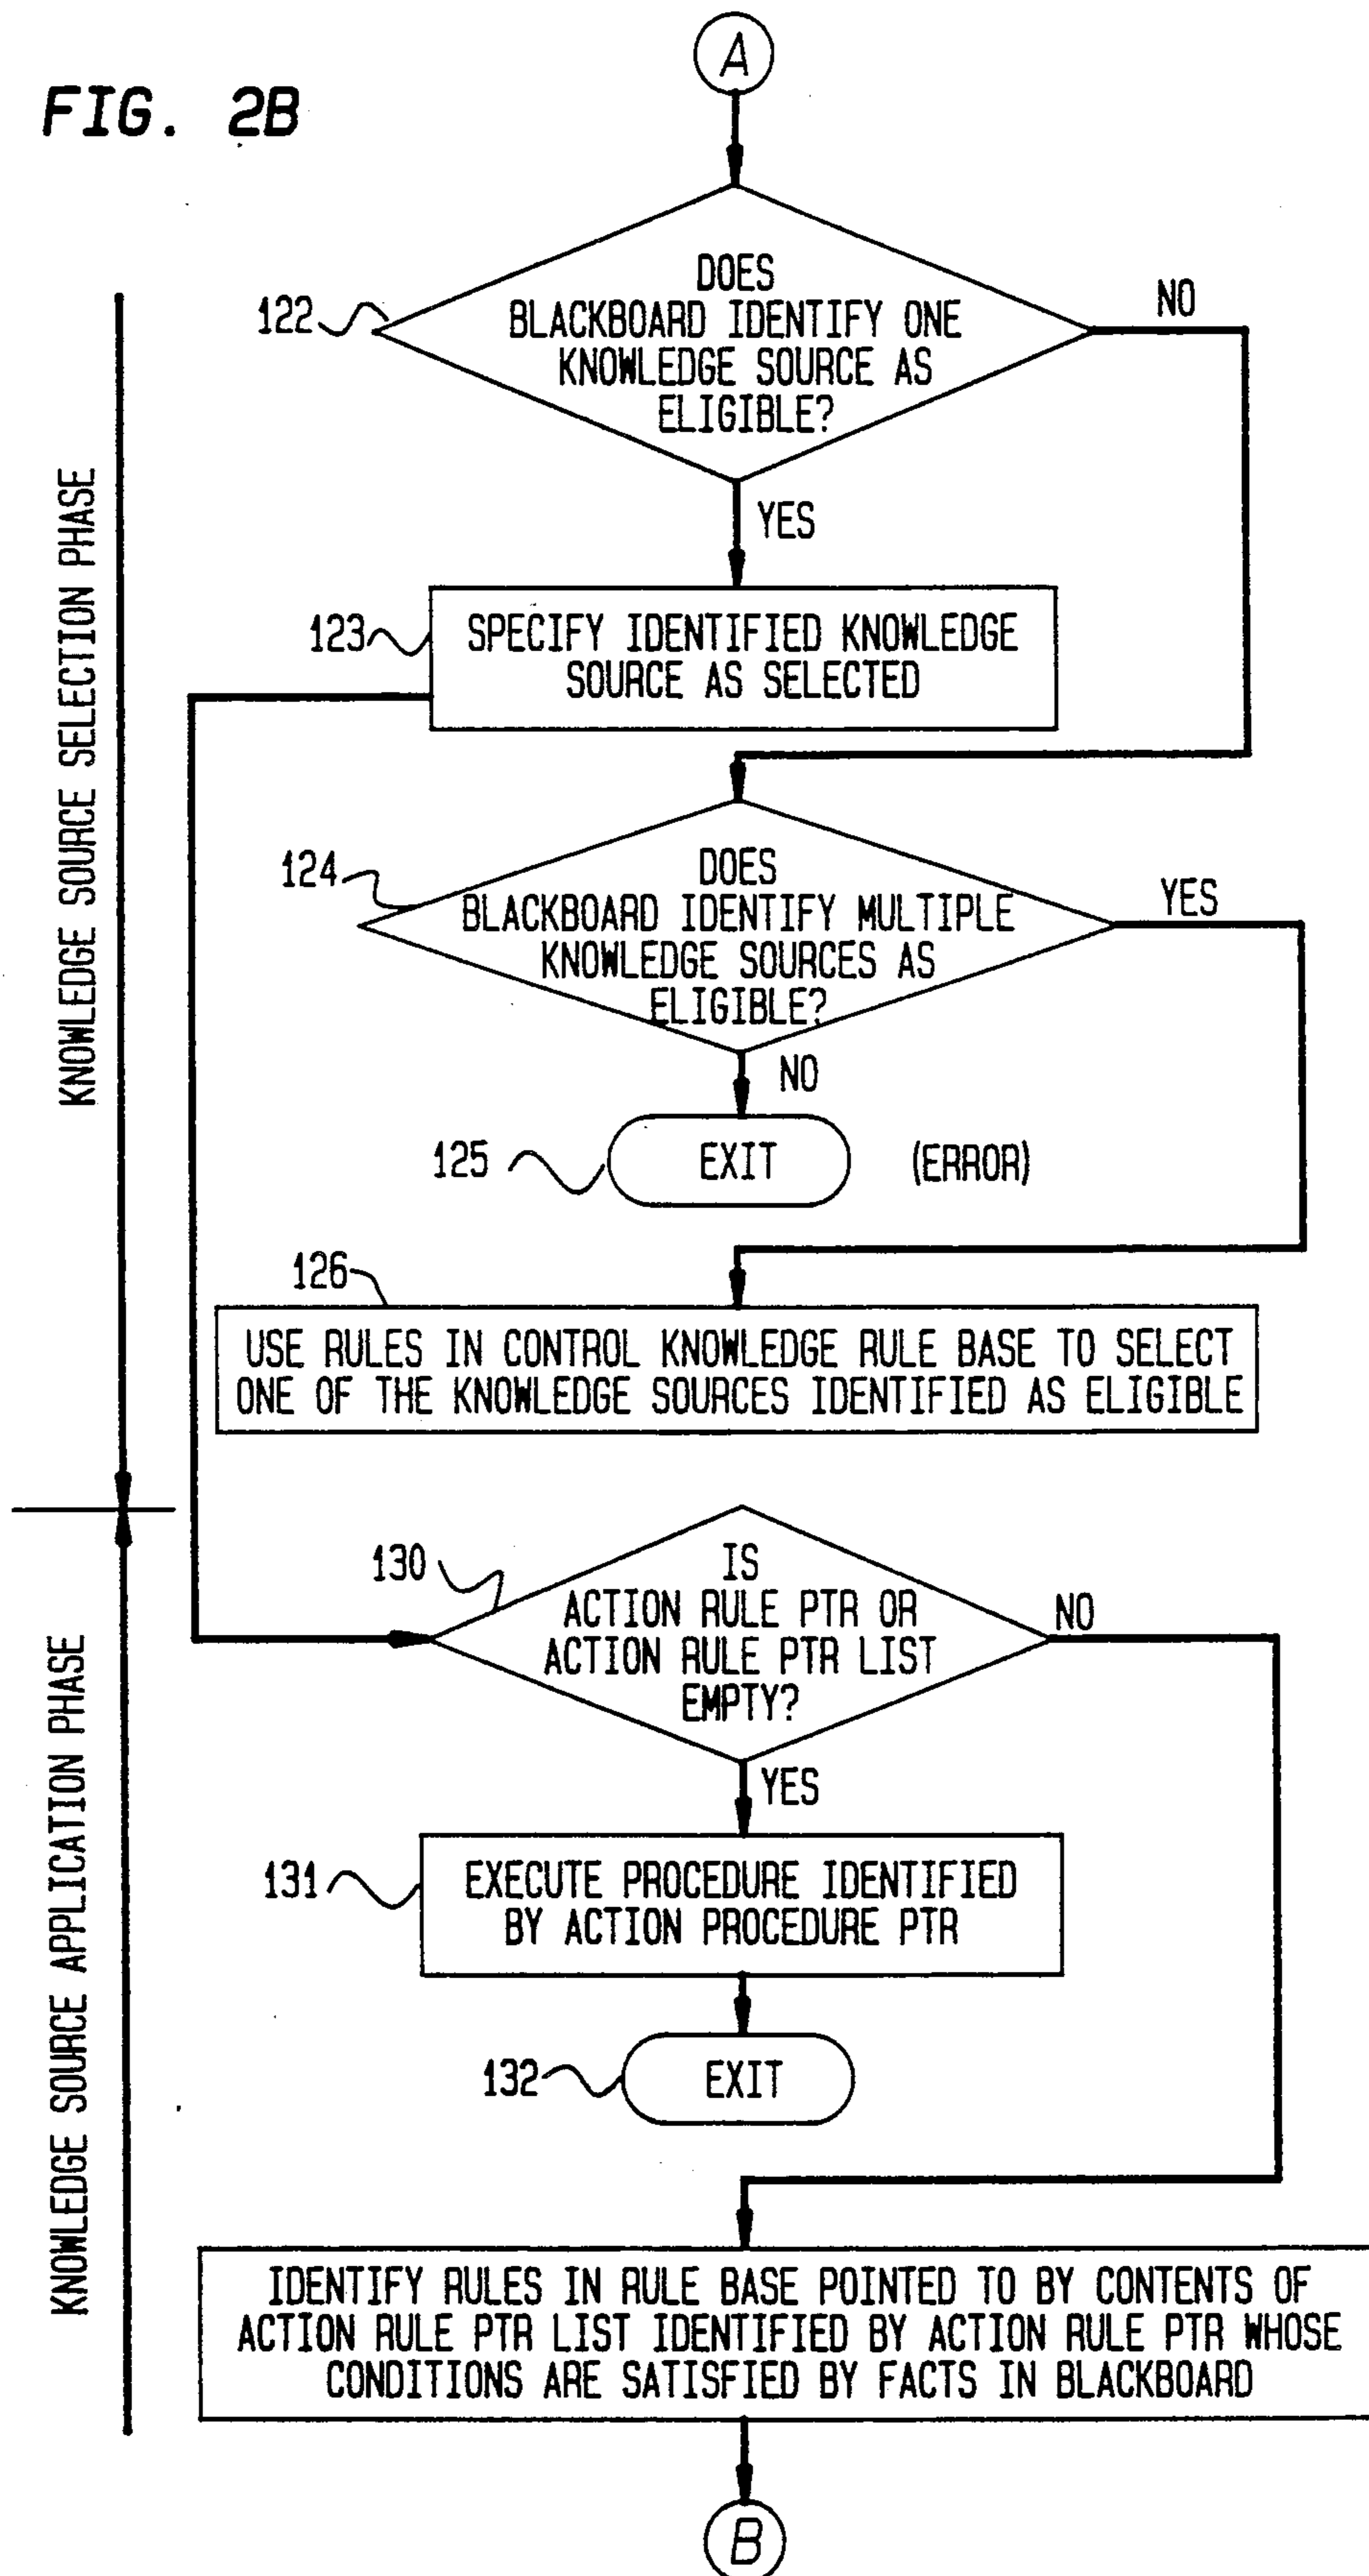 A
FIG. 2B
DOES
BLACKBOARD IDENTIFY ONE
KNOWLEDGE SOURCE AS
ELIGIBLE?
122
NO
YES
123
SPECIFY IDENTIFIED KNOWLEDGE
SOURCE AS SELECTED
KNOWLEDGE SOURCE SELECTION PHASE
124
DOES
BLACKBOARD IDENTIFY MULTIPLE
KNOWLEDGE SOURCES AS
ELIGIBLE?
YES
NO
125
EXIT
(ERROR)
126
USE RULES IN CONTROL KNOWLEDGE RULE BASE TO SELECT
ONE OF THE KNOWLEDGE SOURCES IDENTIFIED AS ELIGIBLE
130
IS
ACTION RULE PTR OR
ACTION RULE PTR LIST
EMPTY?
NO
YES
KNOWLEDGE SOURCE APPLICATION PHASE
131
EXECUTE PROCEDURE IDENTIFIED
BY ACTION PROCEDURE PTR
132
EXIT
IDENTIFY RULES IN RULE BASE POINTED TO BY CONTENTS OF
ACTION RULE PTR LIST IDENTIFIED BY ACTION RULE PTR WHOSE
CONDITIONS ARE SATISFIED BY FACTS IN BLACKBOARD
B